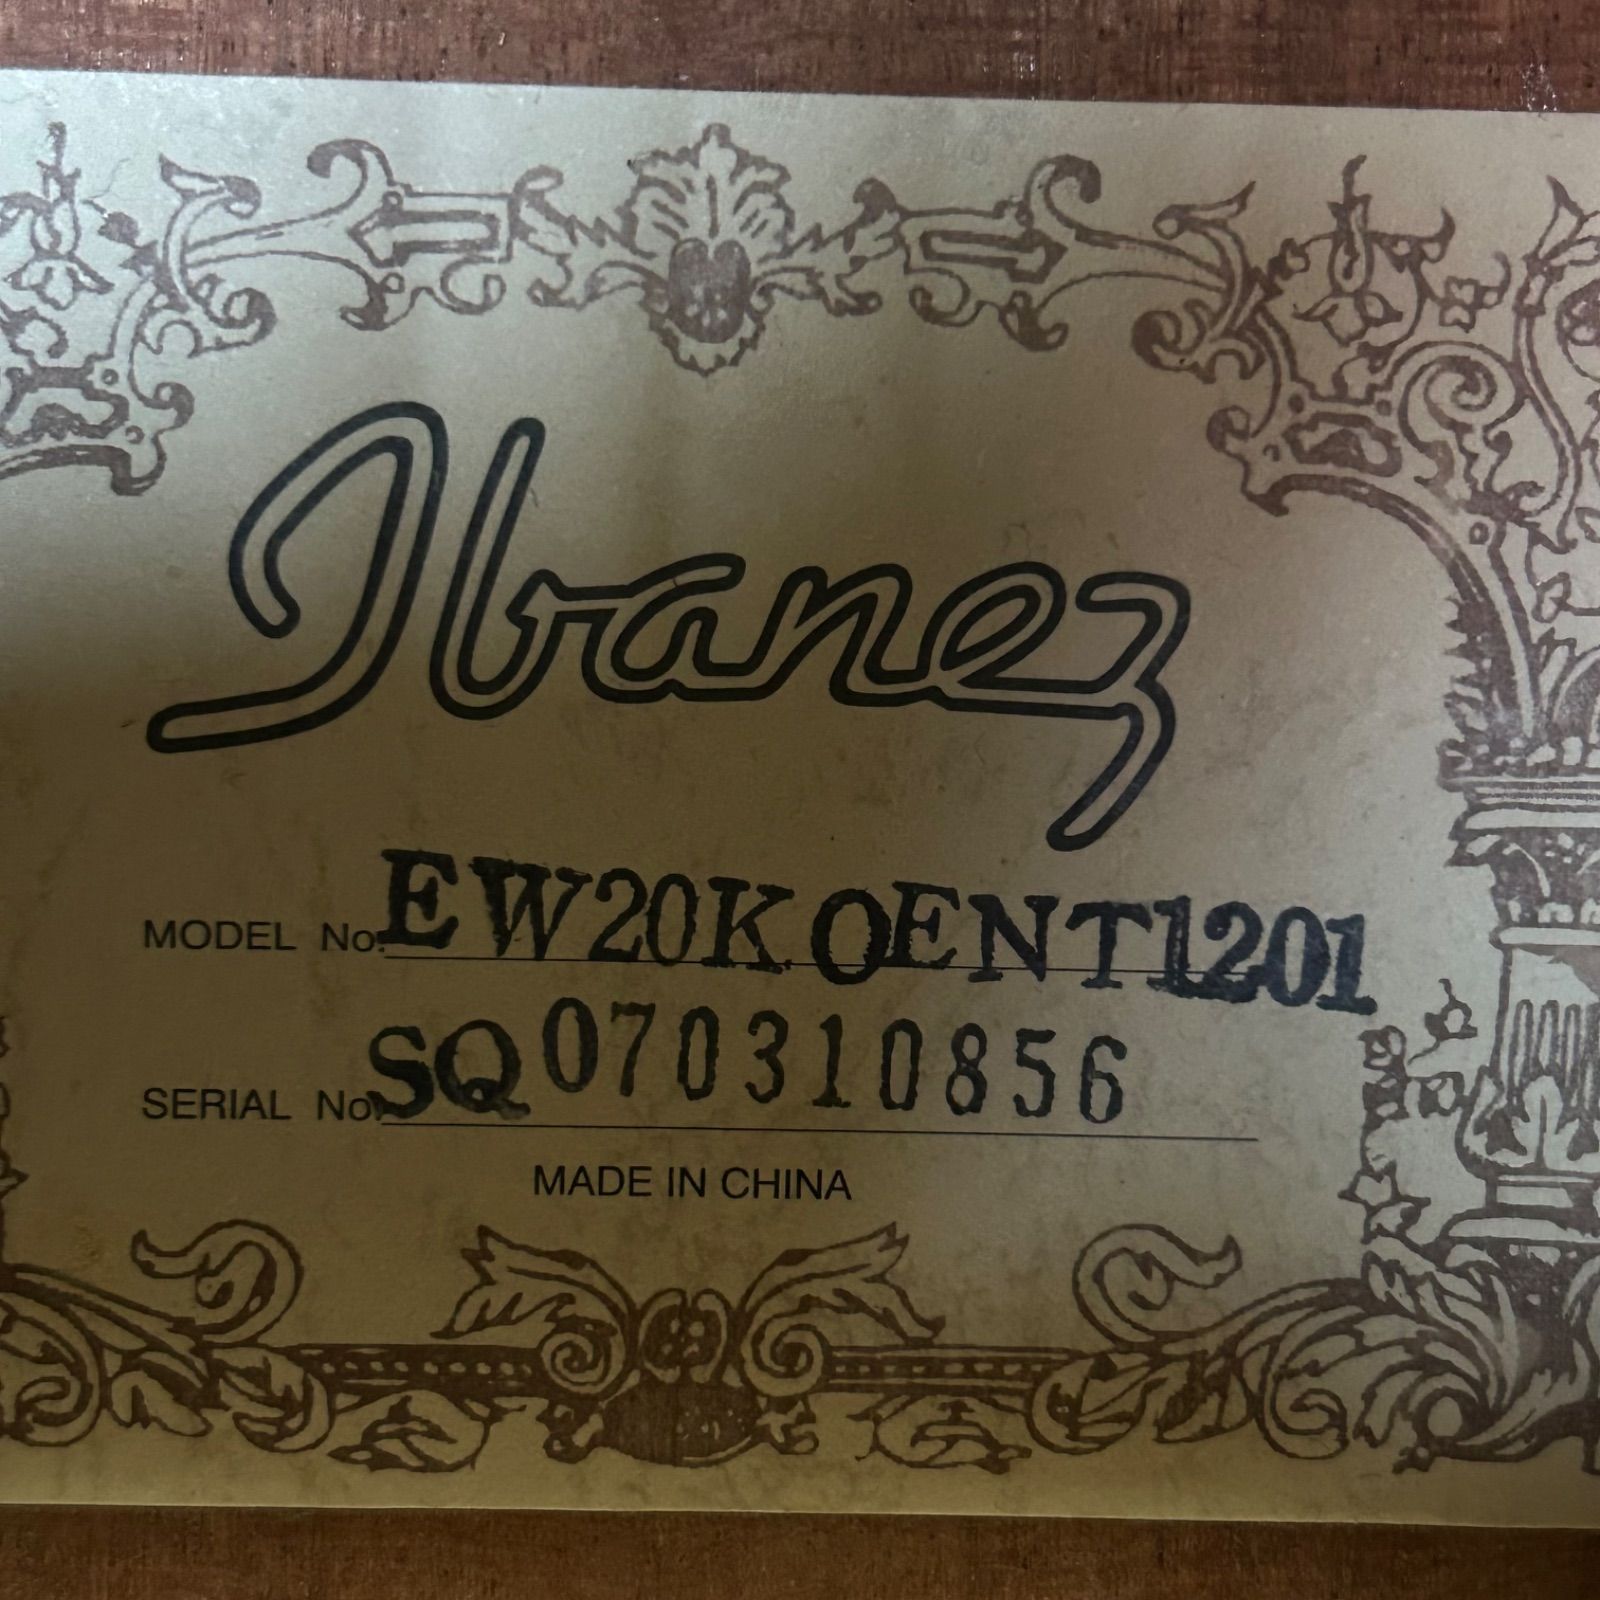 Ibanez
MODEL No. EW20KOENT1201
SERIAL No. SQ070310856
MADE IN CHINA